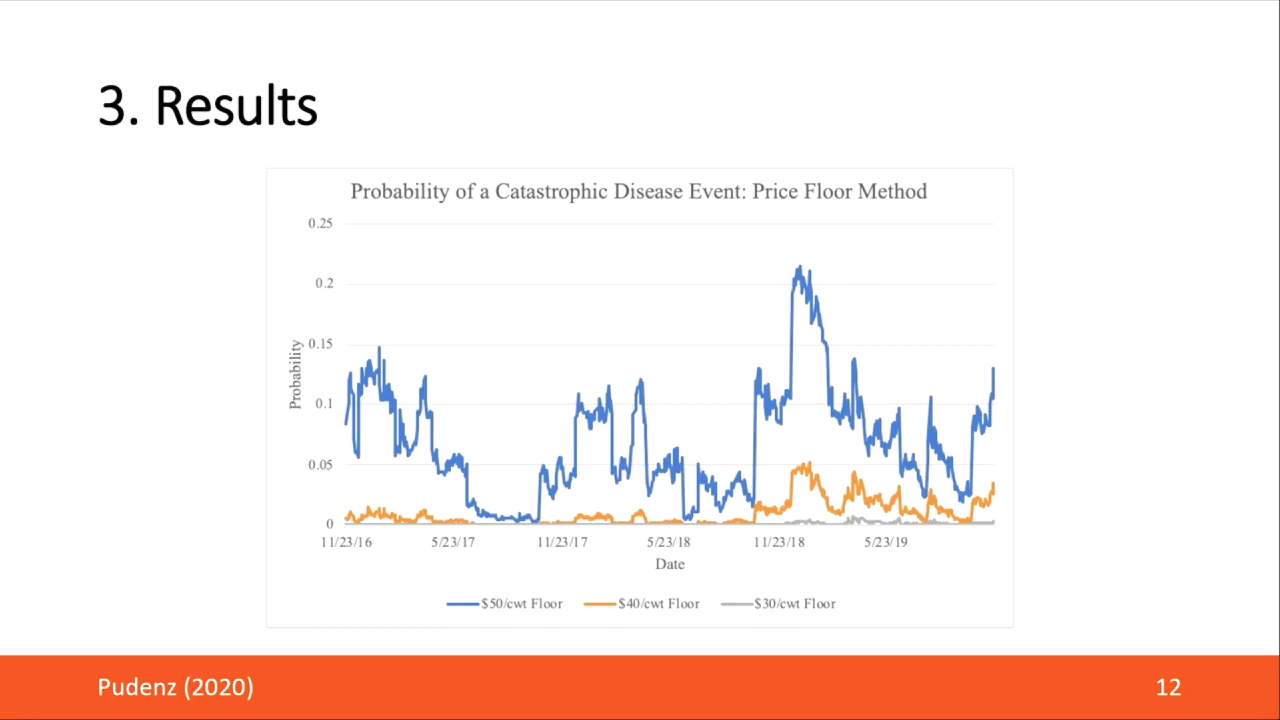 3. Results
Probability of a Catastrophic Disease Event: Price Floor Method
0.25
0.2
0.15
0.1
0.05
0
Probability
11/23/16 5/23/17 11/23/17 5/23/18 11/23/18 5/23/19
Date
$50/cwt Floor $40/cwt Floor $30/cwt Floor
Pudenz (2020) 12